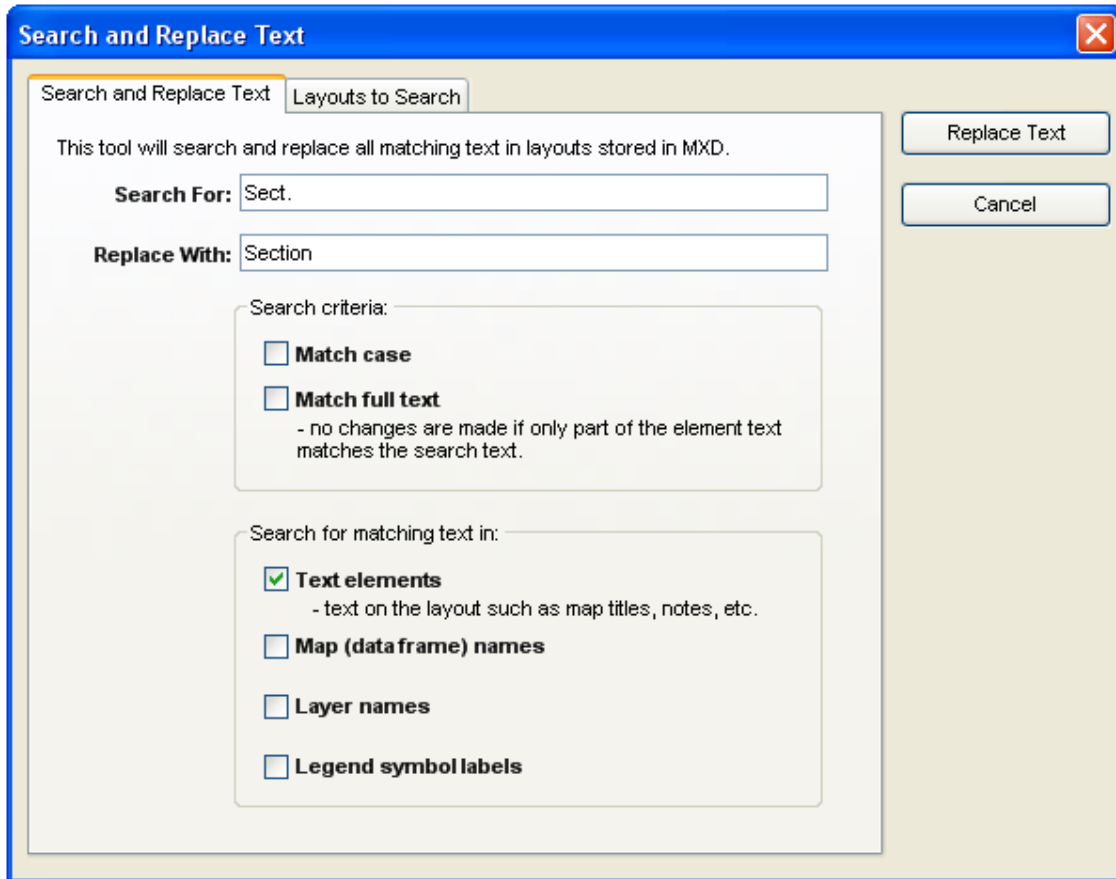 Search and Replace Text
Search and Replace Text
Layouts to Search
This tool will search and replace all matching text in layouts stored in MXD.
Replace Text
Search For: Sect.
Cancel
Replace With: Section
Search criteria:
Match case
Match full text
- no changes are made if only part of the element text
matches the search text.
Search for matching text in:
Text elements
- text on the layout such as map titles, notes, etc.
Map (data frame) names
Layer names
Legend symbol labels